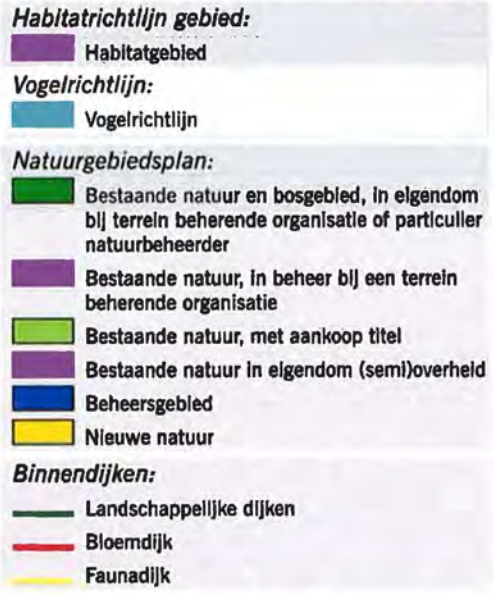 Habitatrichtlijn gebied:
Habitatgebied
Vogelrichtlijn:
Vogelrichtlijn
Natuurgebiedsplan:
Bestaande natuur en bosgebied, in eigendom
bij terrein beherende organisatie of particulier
natuurbeheerder
Bestaande natuur, in beheer bij een terrein
beherende organisatie
Bestaande natuur, met aankoop titel
Bestaande natuur in eigendom (semi)overheid
Beheersgebied
Nieuwe natuur
Binnendijken:
Landschappelijke dijken
Bloemdijk
Faunadijk